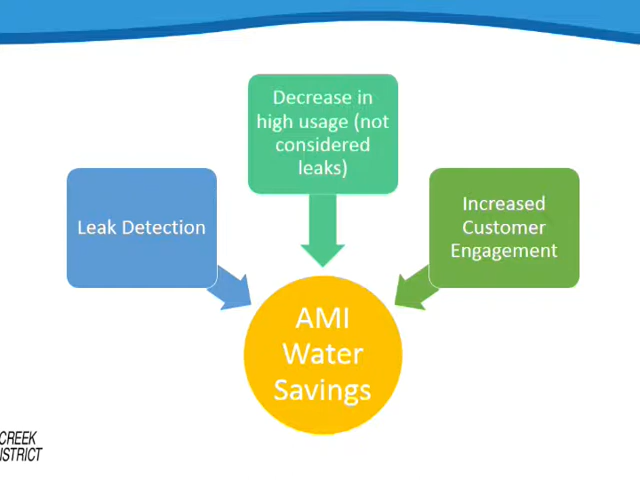 Decrease in
high usage (not
considered
leaks)
Leak Detection
Increased
Customer
Engagement
AMI
Water
Savings
CREEK
ISTRICT